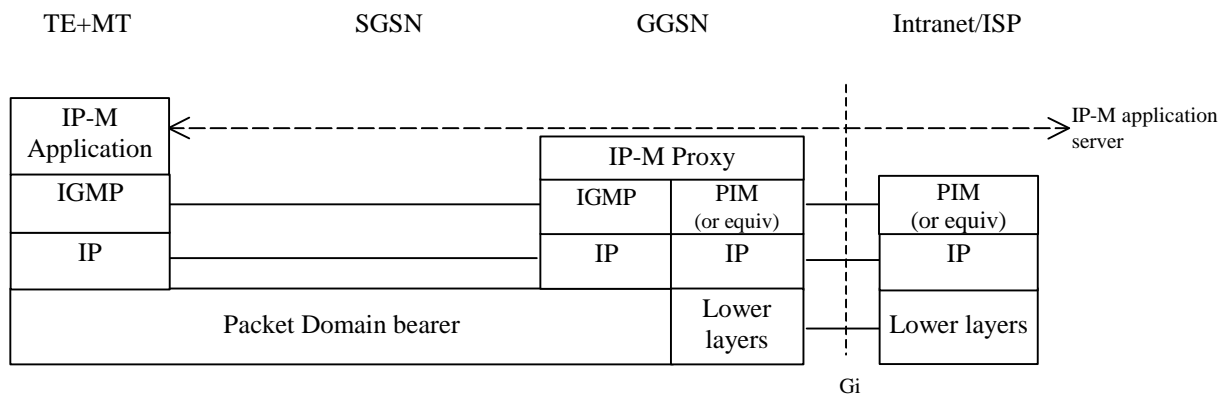 TE+MT SGSN GGSN Intranet/ISP
IP-M
Application
IP-M application
server
IP-M Proxy
IGMP IGMP PIM
(or equiv)
PIM
(or equiv)
IP IP IP IP
Packet Domain bearer
Lower
layers
Lower layers
Gi